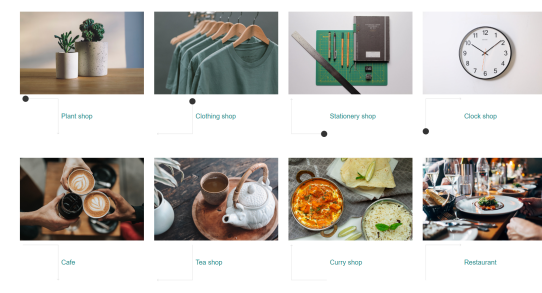 Plant shop
Clothing shop
Stationery shop
Clock shop
Cafe
Tea shop
Curry shop
Restaurant